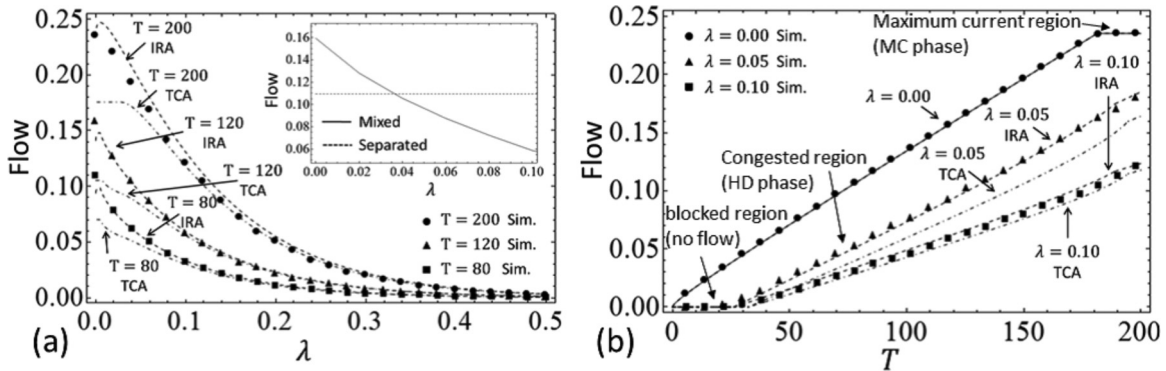 Flow
0.25
0.20
0.15
0.10
0.05
0.00
0.0
0.1
0.2
0.3
0.4
0.5
λ
(a)
T = 200
IRA
T = 200
TCA
T = 120
IRA
T = 120
TCA
T = 80
IRA
T = 80
TCA
T = 200 Sim.
T = 120 Sim.
T = 80 Sim.
Flow
0.16
0.14
0.12
0.10
0.08
0.06
0.00
0.02
0.04
0.06
0.08
0.10
λ
Mixed
Separated
Flow
0.25
0.20
0.15
0.10
0.05
0.00
0
50
100
150
200
T
(b)
λ = 0.00 Sim.
λ = 0.05 Sim.
λ = 0.10 Sim.
Maximum current region
(MC phase)
λ = 0.10
IRA
λ = 0.00
λ = 0.05
IRA
Congested region
(HD phase)
λ = 0.05
TCA
blocked region
(no flow)
λ = 0.10
TCA